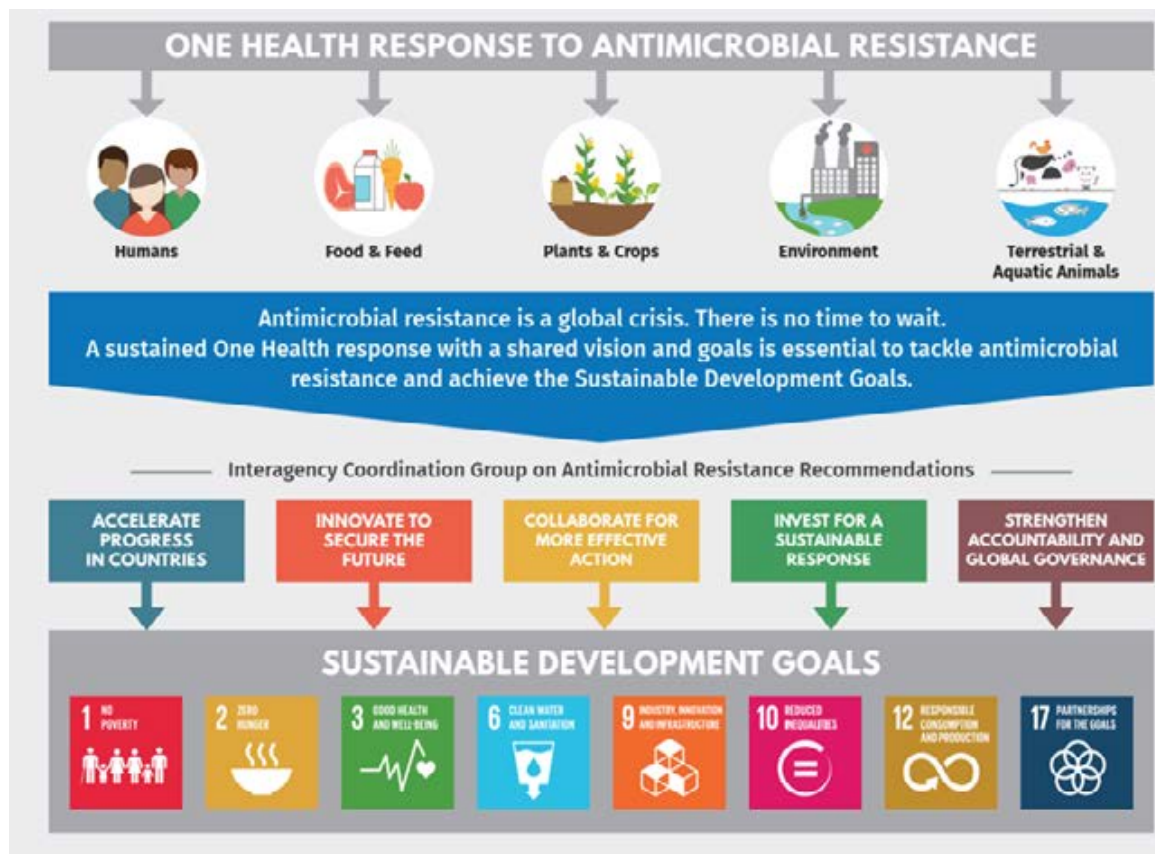 ONE HEALTH RESPONSE TO ANTIMICROBIAL RESISTANCE
Humans
Food & Feed
Plants & Crops
Environment
Terrestrial &
Aquatic Animals
Antimicrobial resistance is a global crisis. There is no time to wait.
A sustained One Health response with a shared vision and goals is essential to tackle antimicrobial
resistance and achieve the Sustainable Development Goals.
Interagency Coordination Group on Antimicrobial Resistance Recommendations
ACCELERATE
PROGRESS
IN COUNTRIES
INNOVATE TO
SECURE THE
FUTURE
COLLABORATE FOR
MORE EFFECTIVE
ACTION
INVEST FOR A
SUSTAINABLE
RESPONSE
STRENGTHEN
ACCOUNTABILITY AND
GLOBAL GOVERNANCE
SUSTAINABLE DEVELOPMENT GOALS
1 NO
POVERTY
2 ZERO
HUNGER
3 GOOD HEALTH
AND WELL-BEING
6 CLEAN WATER
AND SANITATION
9 INDUSTRY, INNOVATION
AND INFRASTRUCTURE
10 REDUCED
INEQUALITIES
12 RESPONSIBLE
CONSUMPTION
AND PRODUCTION
17 PARTNERSHIPS
FOR THE GOALS